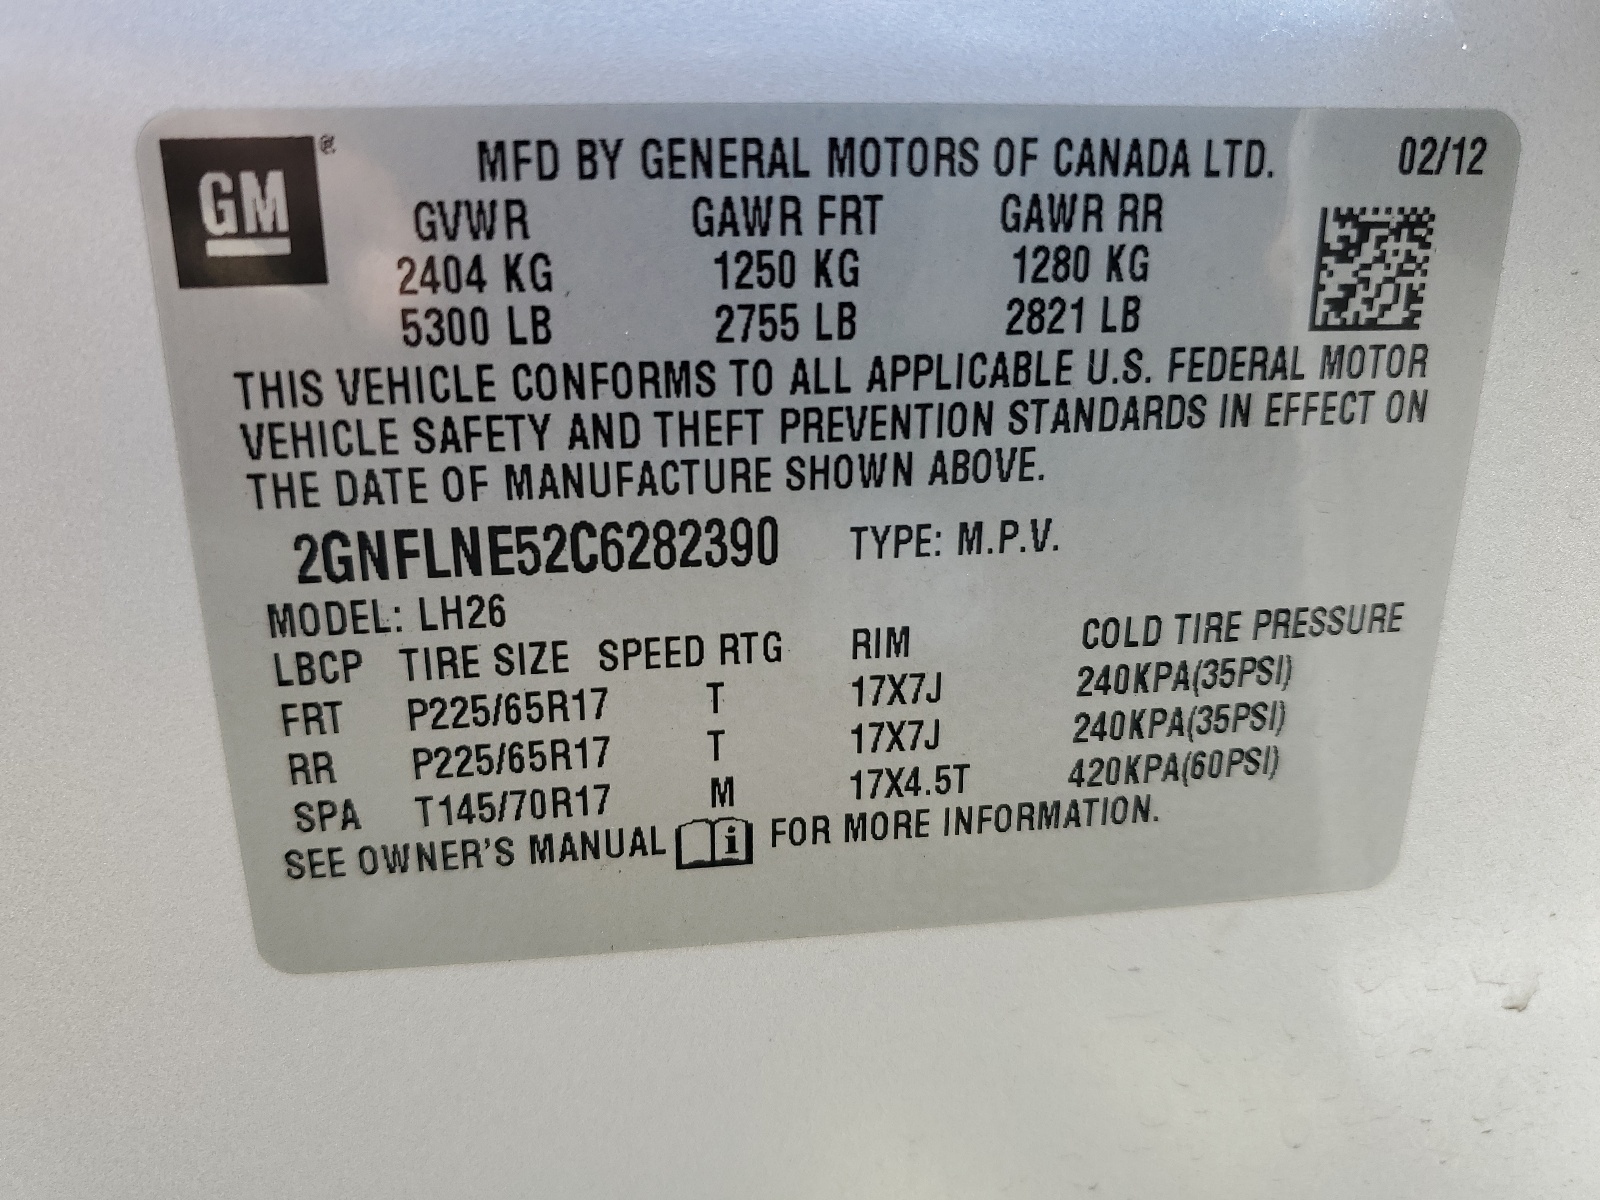 GM ® MFD BY GENERAL MOTORS OF CANADA LTD. 02/12
GVWR GAWR FRT GAWR RR
2404 KG 1250 KG 1280 KG
5300 LB 2755 LB 2821 LB
THIS VEHICLE CONFORMS TO ALL APPLICABLE U.S. FEDERAL MOTOR
VEHICLE SAFETY AND THEFT PREVENTION STANDARDS IN EFFECT ON
THE DATE OF MANUFACTURE SHOWN ABOVE.
2GNFLNE52C6282390 TYPE: M.P.V.
MODEL: LH26
LBCP TIRE SIZE SPEED RTG RIM COLD TIRE PRESSURE
FRT P225/65R17 T 17X7J 240KPA(35PSI)
RR P225/65R17 T 17X7J 240KPA(35PSI)
SPA T145/70R17 M 17X4.5T 420KPA(60PSI)
SEE OWNER'S MANUAL i FOR MORE INFORMATION.